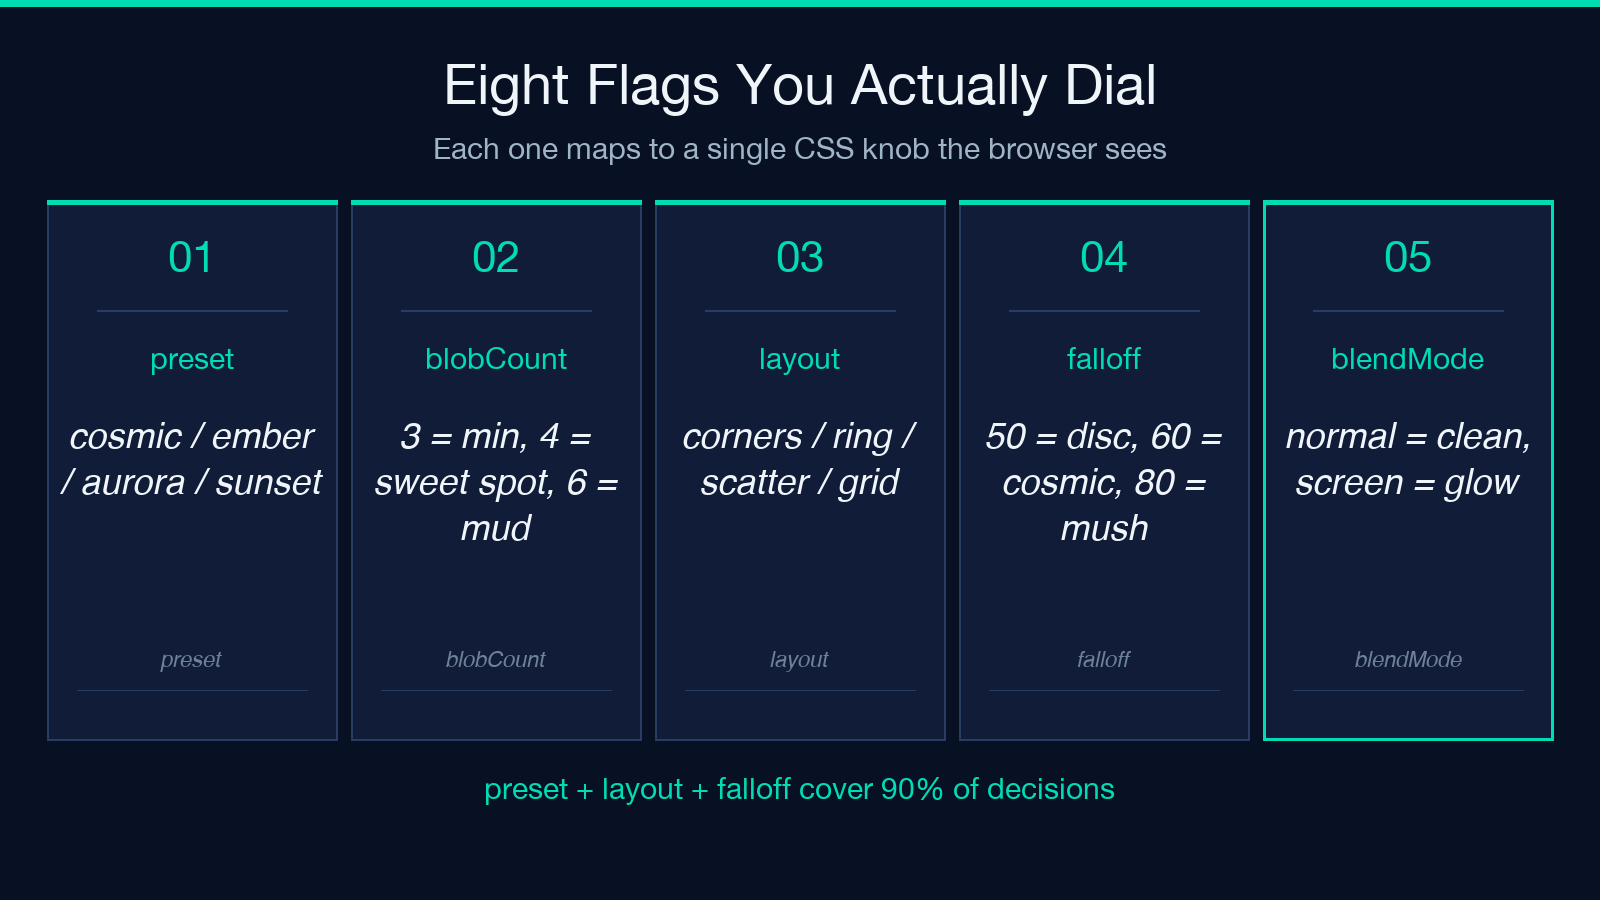 Eight Flags You Actually Dial
Each one maps to a single CSS knob the browser sees
01
preset
cosmic / ember
/ aurora / sunset
preset
02
blobCount
3 = min, 4 =
sweet spot, 6 =
mud
blobCount
03
layout
corners / ring /
scatter / grid
layout
04
falloff
50 = disc, 60 =
cosmic, 80 =
mush
falloff
05
blendMode
normal = clean,
screen = glow
blendMode
preset + layout + falloff cover 90% of decisions